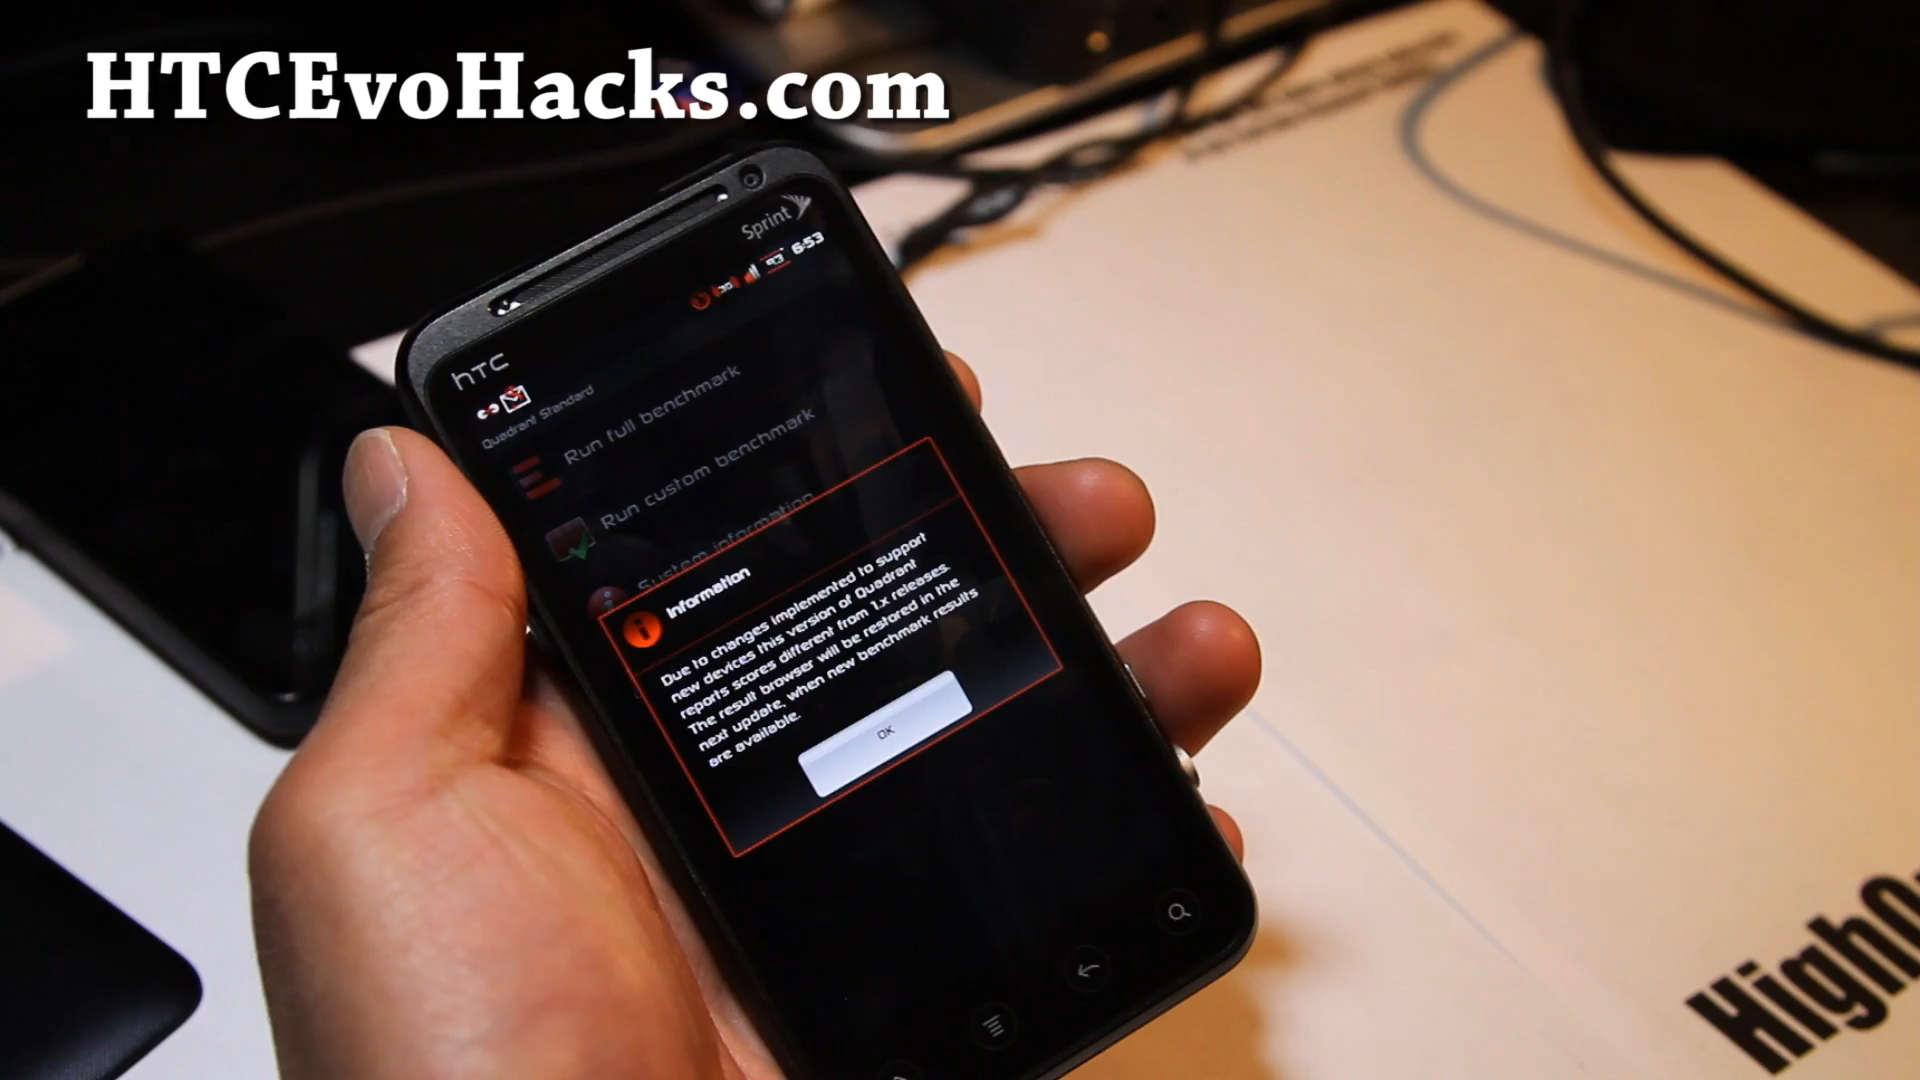 HTCEvoHacks.com
Sprint
93 6:53
hTC
Quadrant Standard
Run full benchmark
Run custom benchmark
System information
Information
Due to changes implemented to support
new devices this version of Quadrant
reports scores different from 1.x releases.
The result browser will be restored in the
next update, when new benchmark results
are available.
OK